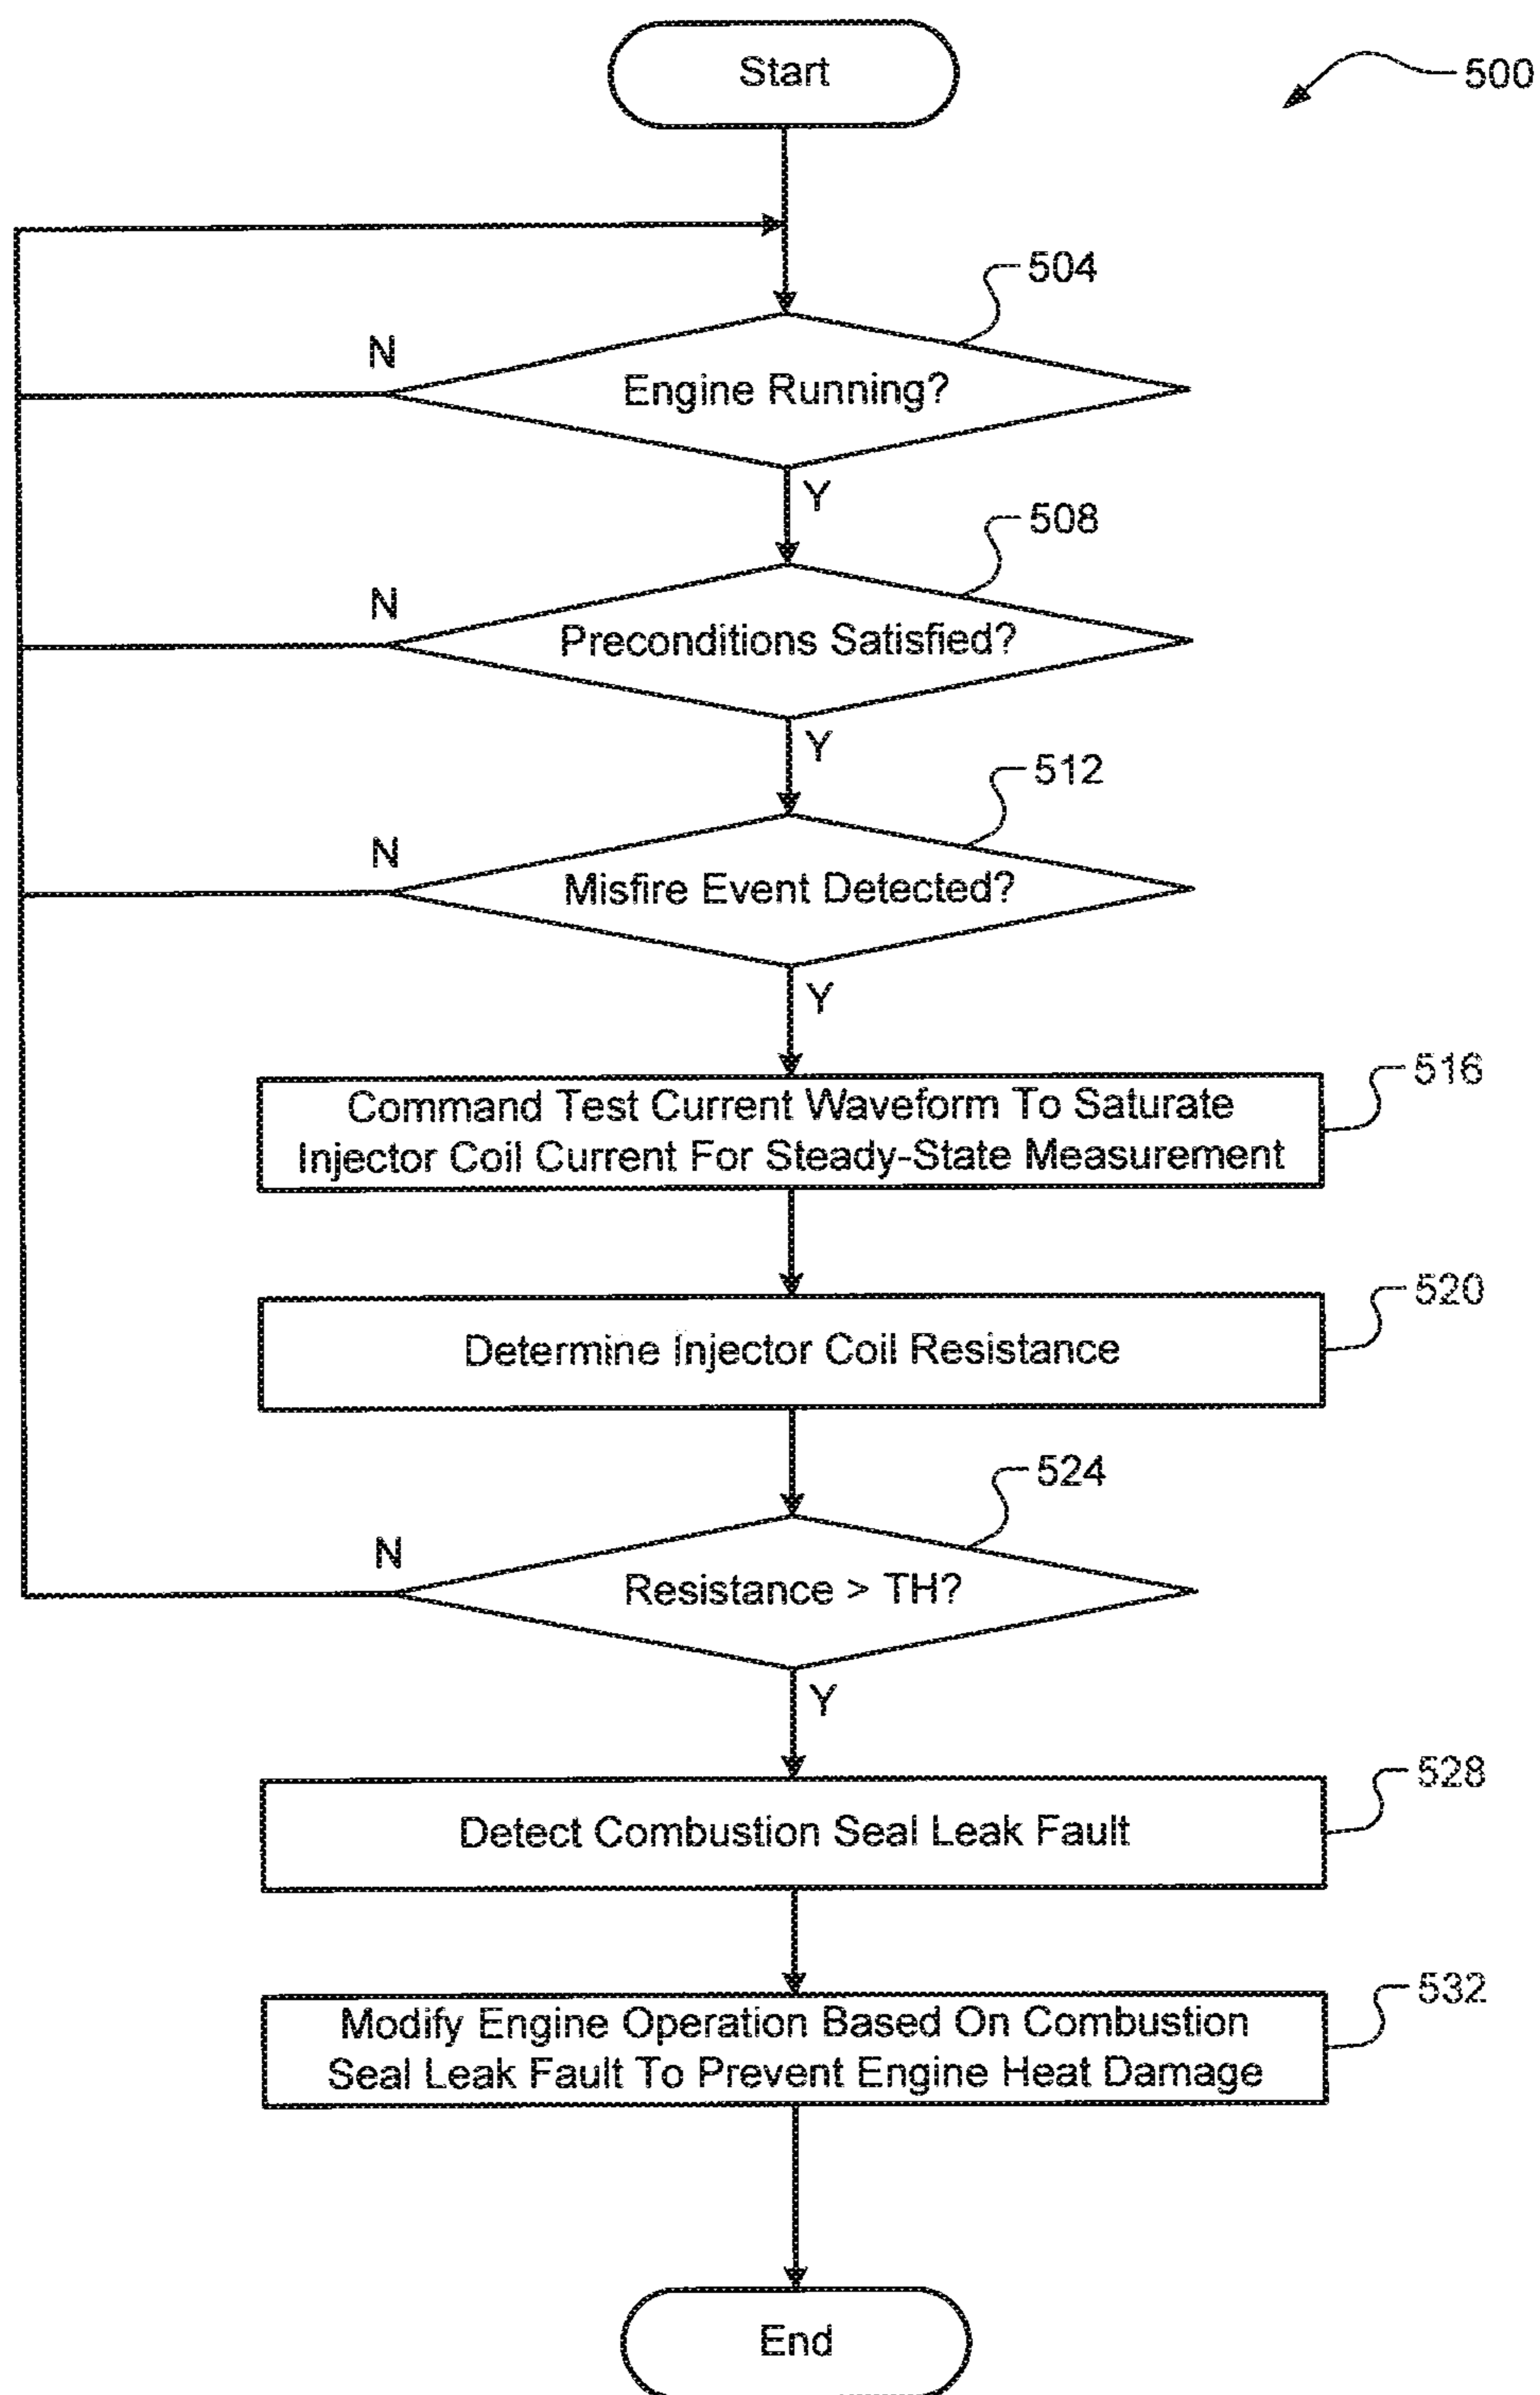 Start
500
504
N
Engine Running?
Y
508
N
Preconditions Satisfied?
Y
512
N
Misfire Event Detected?
Y
516
Command Test Current Waveform To Saturate
Injector Coil Current For Steady-State Measurement
520
Determine Injector Coil Resistance
524
N
Resistance > TH?
Y
528
Detect Combustion Seal Leak Fault
532
Modify Engine Operation Based On Combustion
Seal Leak Fault To Prevent Engine Heat Damage
End